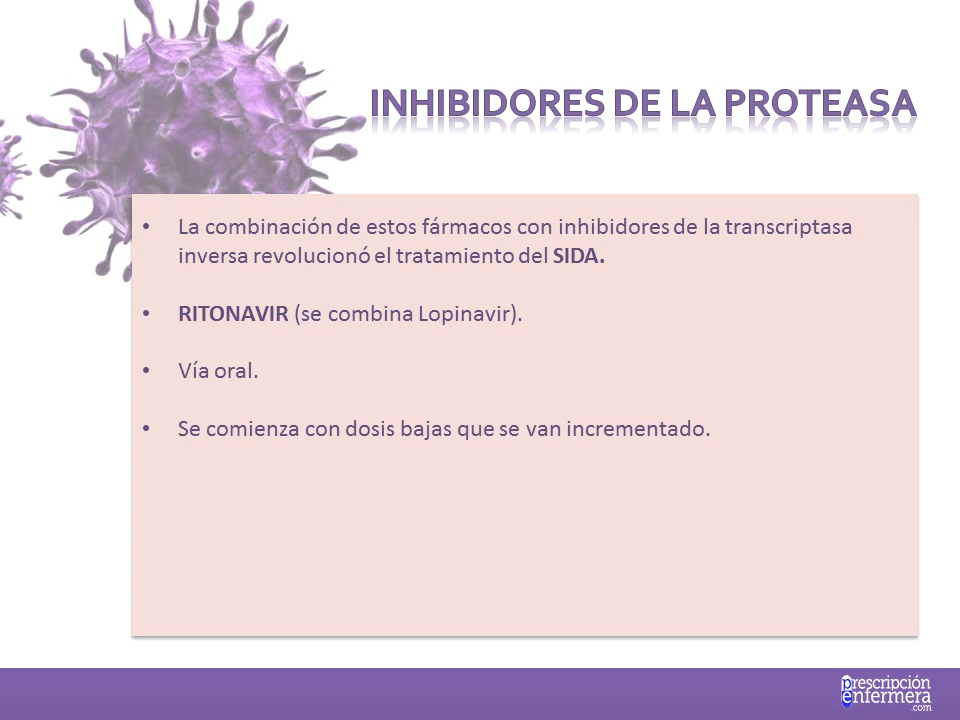 INHIBIDORES DE LA PROTEASA
• La combinación de estos fármacos con inhibidores de la transcriptasa
inversa revolucionó el tratamiento del SIDA.
• RITONAVIR (se combina Lopinavir).
• Vía oral.
• Se comienza con dosis bajas que se van incrementado.
prescripción
enfermera
.com